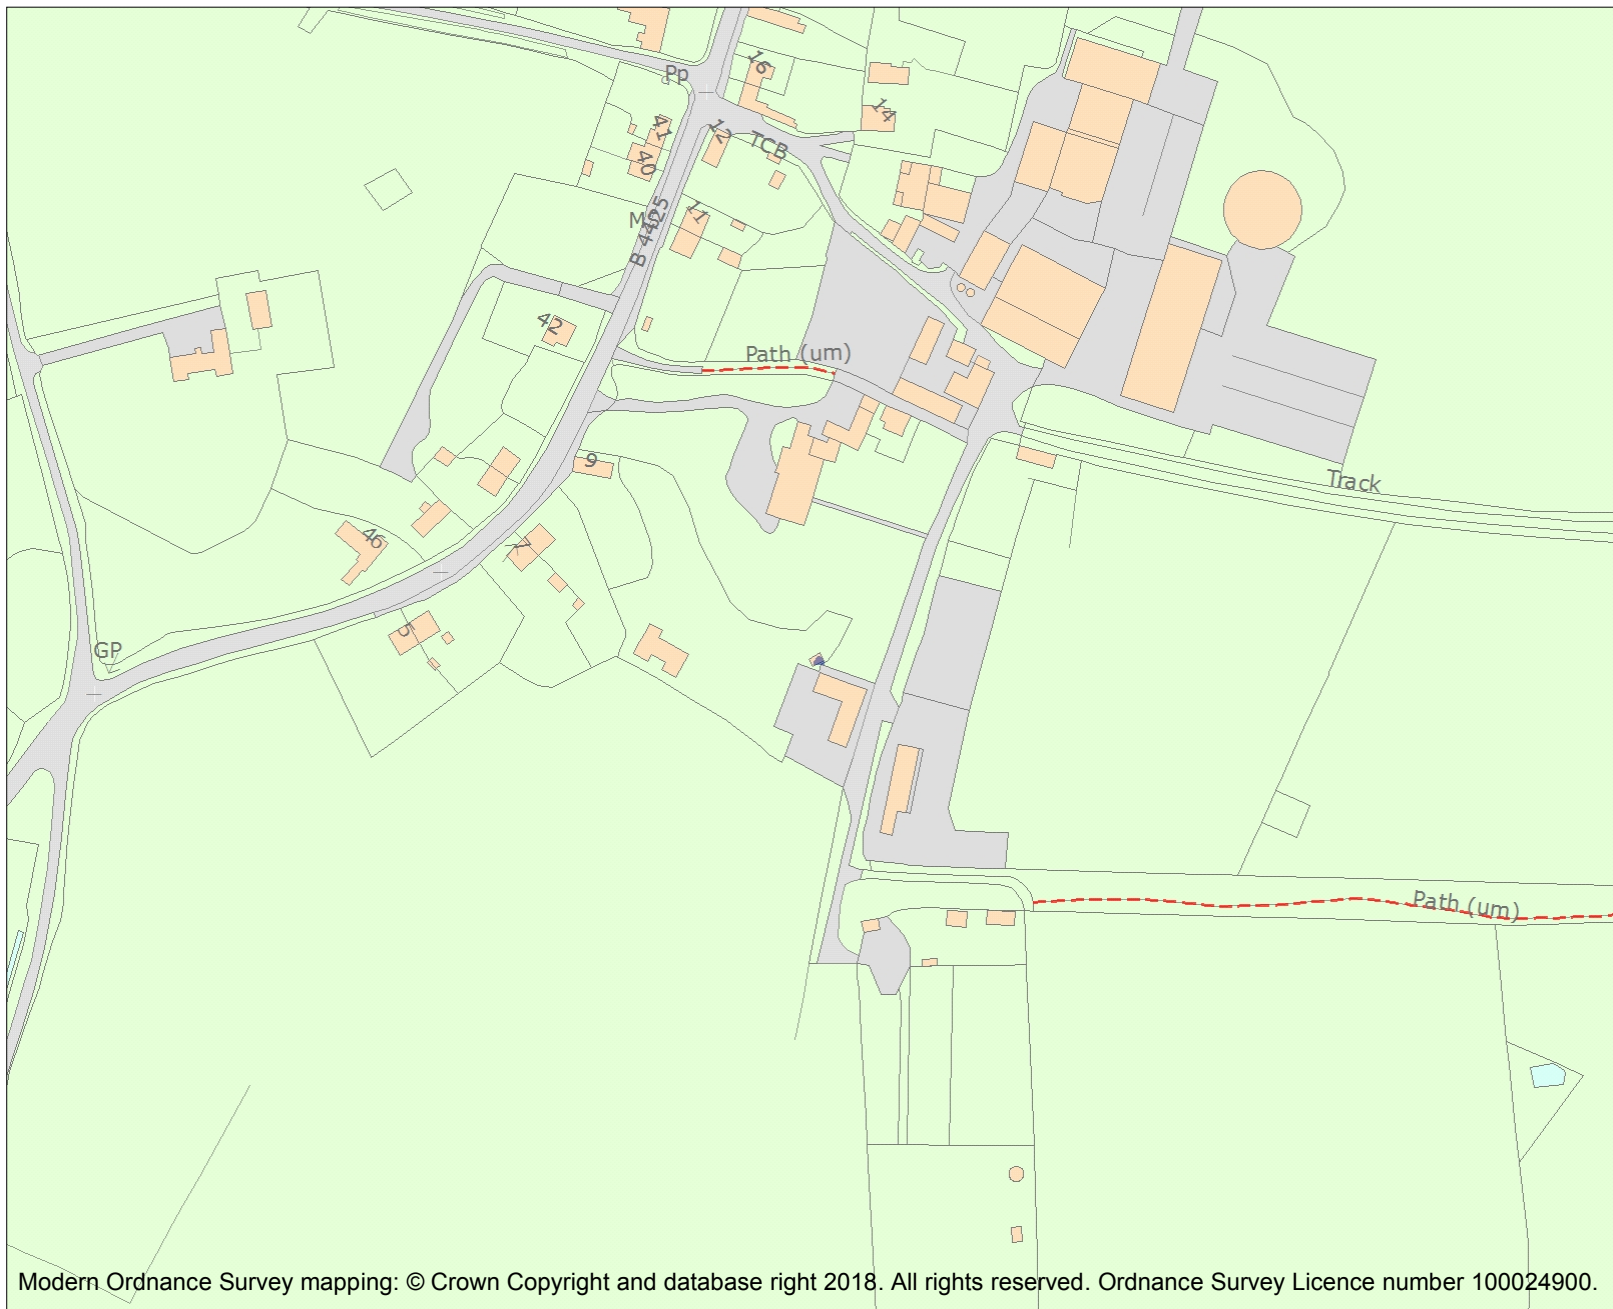 16
Pp
14
41
12
TCB
40
11
M
B 4425
42
Path (um)
9
Track
46
7
5
GP
Path (um)
Modern Ordnance Survey mapping: © Crown Copyright and database right 2018. All rights reserved. Ordnance Survey Licence number 100024900.